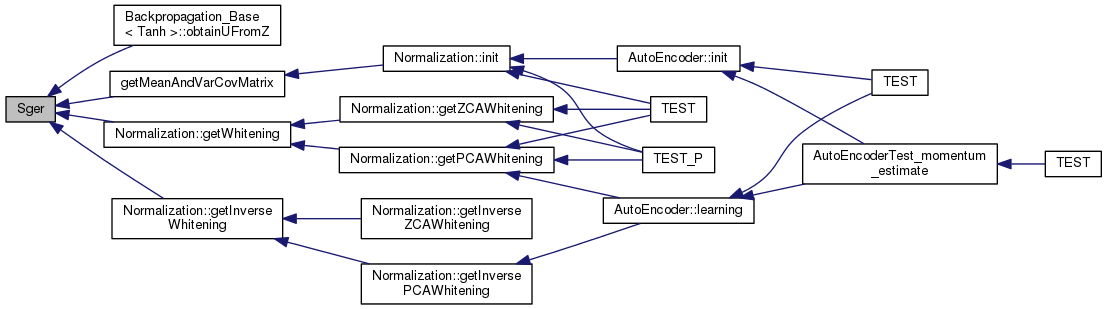 Backpropagation_Base
< Tanh >::obtainUFromZ
Sger
getMeanAndVarCovMatrix
Normalization::getWhitening
Normalization::getInverse
Whitening
Normalization::init
Normalization::getZCAWhitening
Normalization::getPCAWhitening
Normalization::getInverse
ZCAWhitening
Normalization::getInverse
PCAWhitening
AutoEncoder::init
TEST
TEST_P
AutoEncoder::learning
TEST
AutoEncoderTest_momentum
_estimate
TEST